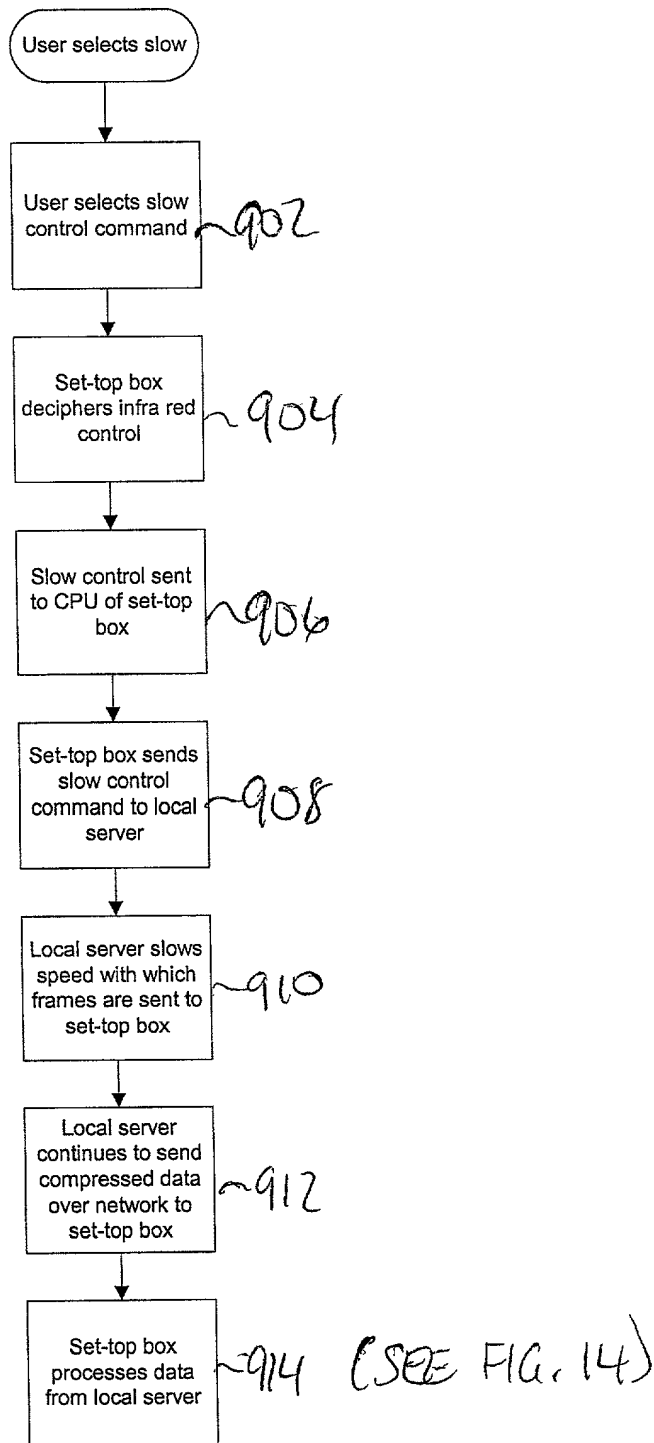 User selects slow
User selects slow
control command
902
Set-top box
deciphers infra red
control
904
Slow control sent
to CPU of set-top
box
906
Set-top box sends
slow control
command to local
server
908
Local server slows
speed with which
frames are sent to
set-top box
910
Local server
continues to send
compressed data
over network to
set-top box
912
Set-top box
processes data
from local server
914 (SEE FIG. 14)